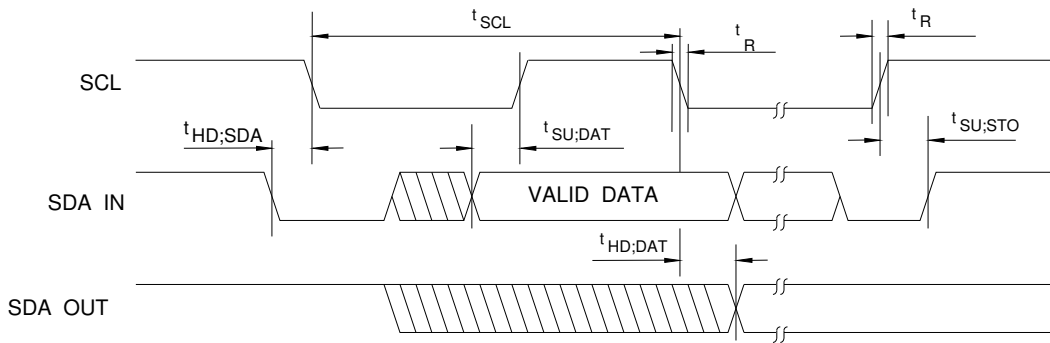 t SCL
t R
t R
SCL
t HD;SDA
t SU;DAT
t SU;STO
SDA IN
VALID DATA
t HD;DAT
SDA OUT